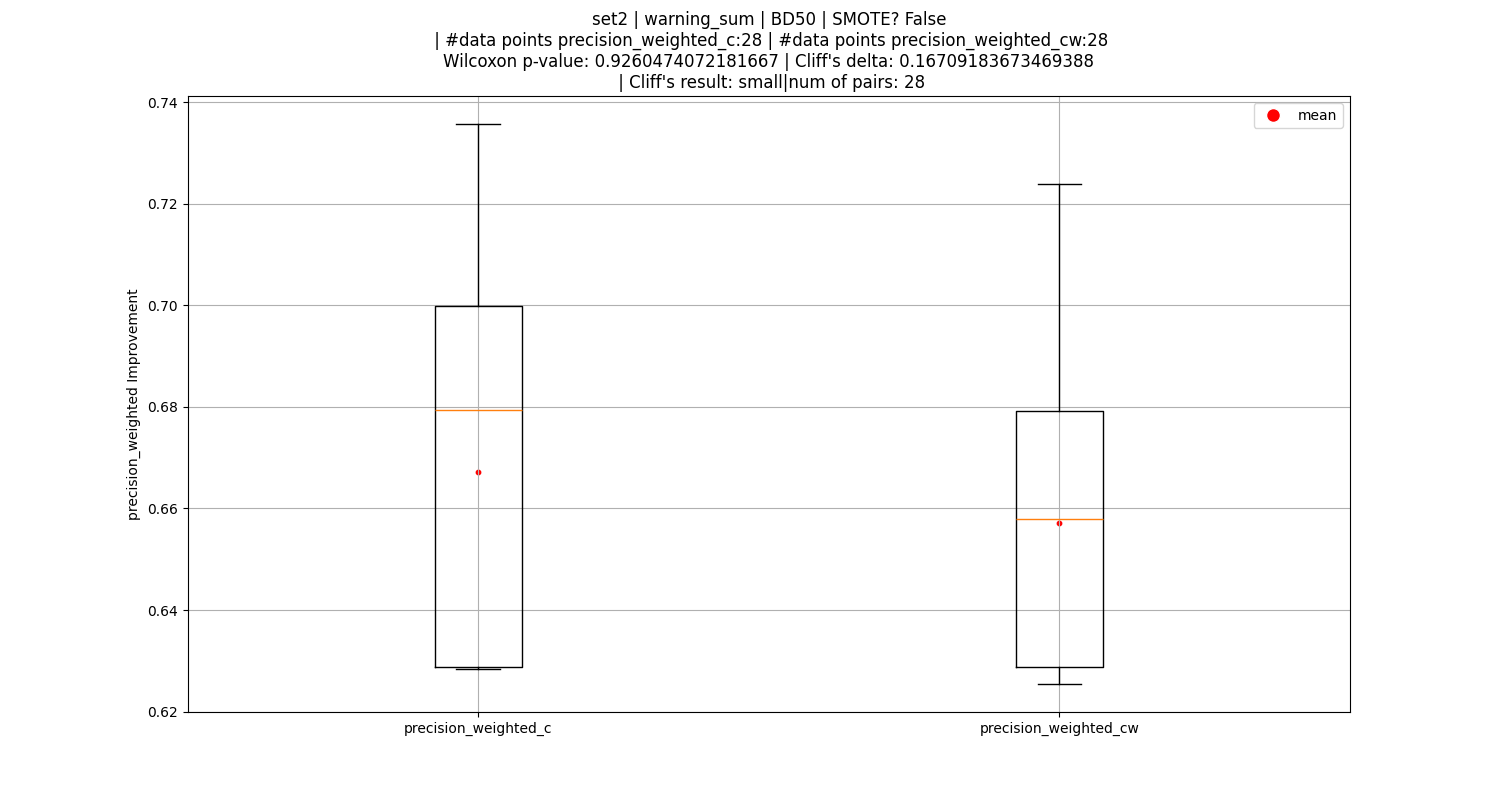 set2 | warning_sum | BD50 | SMOTE? False
| #data points precision_weighted_c:28 | #data points precision_weighted_cw:28
Wilcoxon p-value: 0.9260474072181667 | Cliff's delta: 0.16709183673469388
| Cliff's result: small|num of pairs: 28
mean
precision_weighted Improvement
0.74
0.72
0.70
0.68
0.66
0.64
0.62
precision_weighted_c
precision_weighted_cw